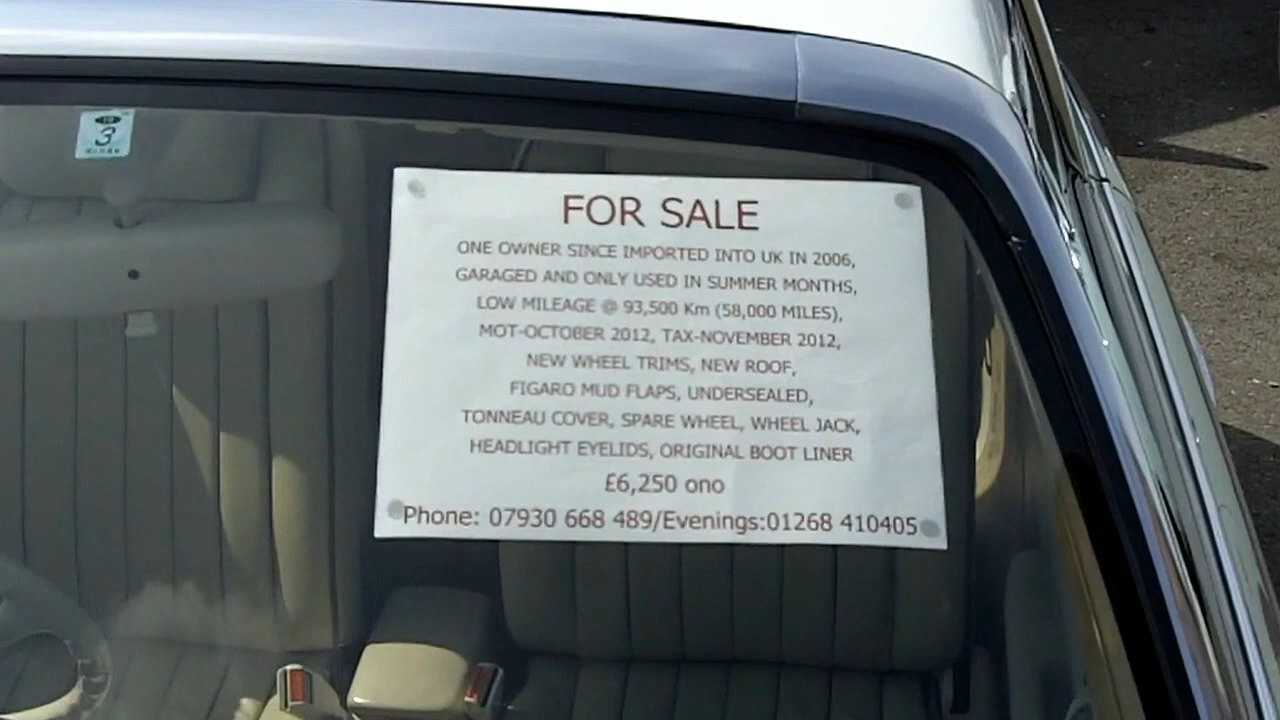 3
FOR SALE
ONE OWNER SINCE IMPORTED INTO UK IN 2006,
GARAGED AND ONLY USED IN SUMMER MONTHS,
LOW MILEAGE @ 93,500 Km (58,000 MILES),
MOT-OCTOBER 2012, TAX-NOVEMBER 2012,
NEW WHEEL TRIMS, NEW ROOF,
FIGARO MUD FLAPS, UNDERSEALED,
TONNEAU COVER, SPARE WHEEL, WHEEL JACK,
HEADLIGHT EYELIDS, ORIGINAL BOOT LINER
£6,250 ono
Phone: 07930 668 489/Evenings:01268 410405